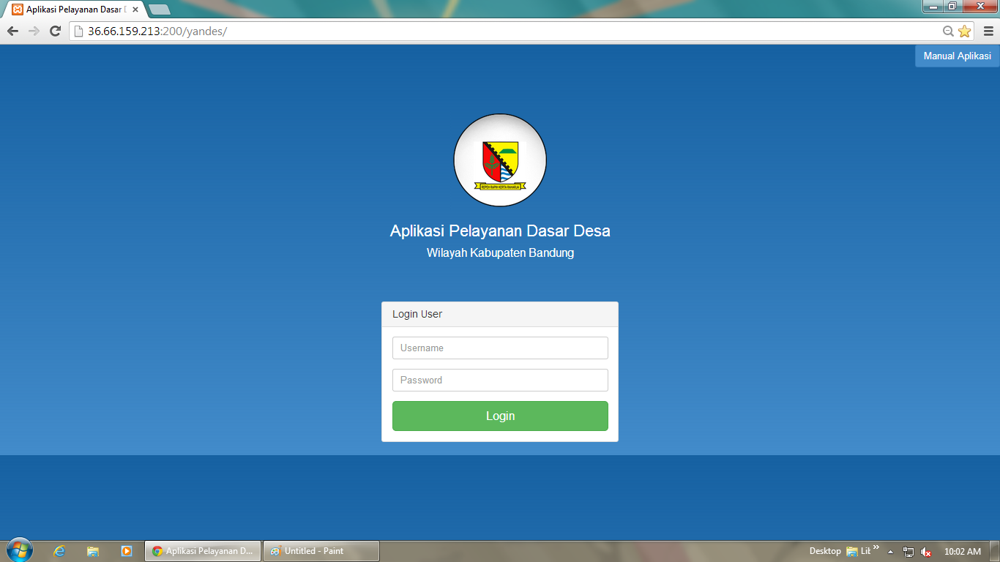 Aplikasi Pelayanan Dasar D
36.66.159.213:200/yandes/
Manual Aplikasi
REPEH RAPIH KERTA RAHARJA
Aplikasi Pelayanan Dasar Desa
Wilayah Kabupaten Bandung
Login User
Username
Password
Login
Aplikasi Pelayanan D...
Untitled - Paint
Desktop
Lit
10:02 AM